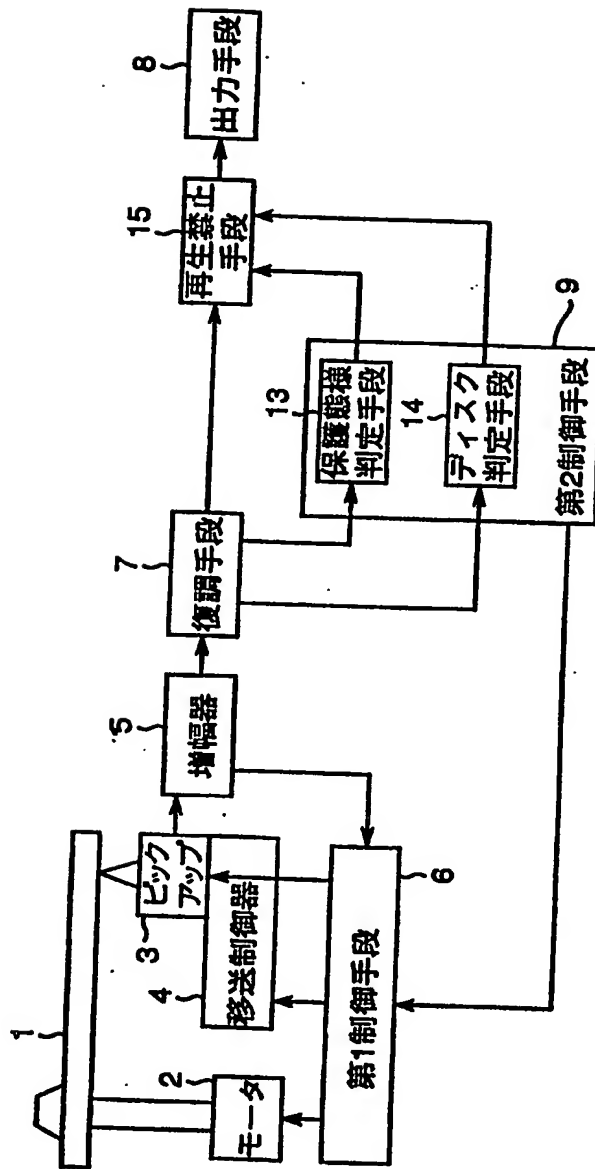 1
2
モータ
3
ピック
アップ
4
移送制御器
5
増幅器
第1制御手段
6
7
復調手段
13
保護態様
判定手段
14
ディスク
判定手段
第2制御手段
9
15
再生禁止
手段
8
出力手段